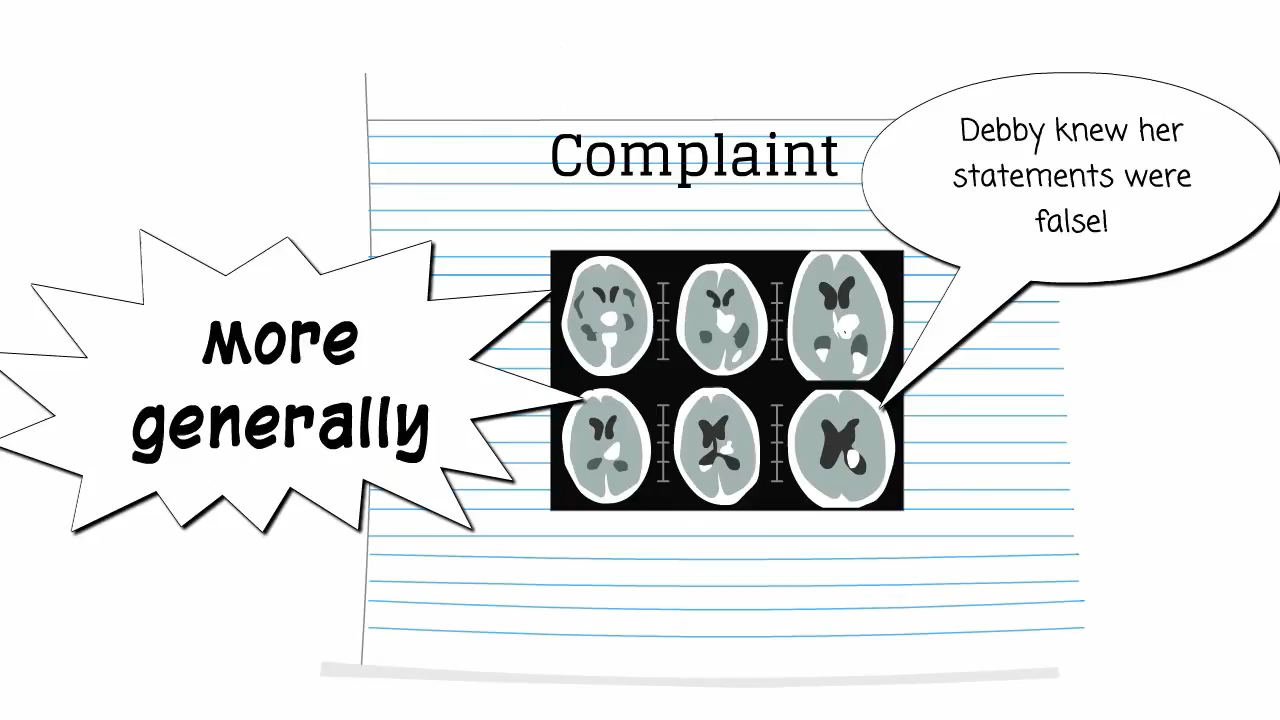 Complaint
Debby knew her
statements were
false!
More
generally